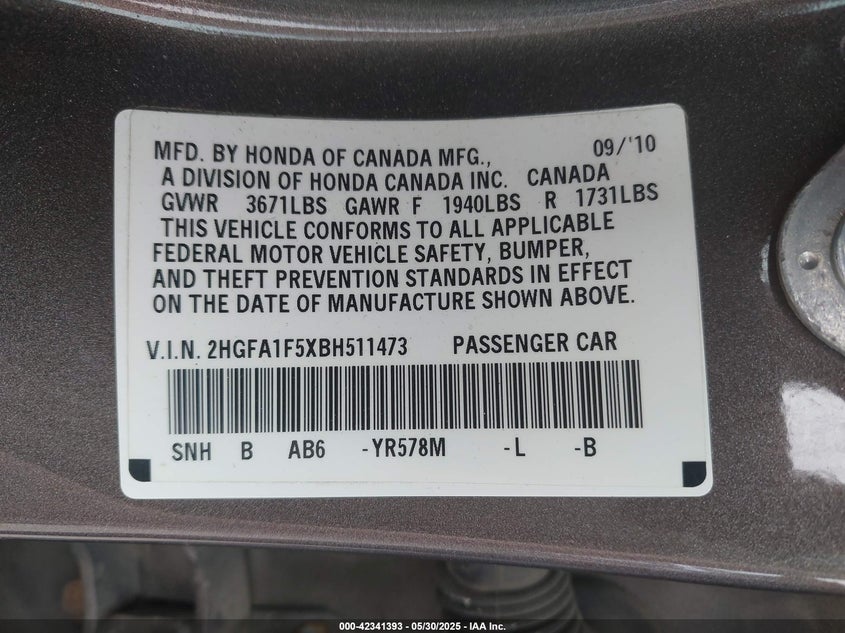 MFD. BY HONDA OF CANADA MFG., 09/'10
A DIVISION OF HONDA CANADA INC. CANADA
GVWR 3671LBS GAWR F 1940LBS R 1731LBS
THIS VEHICLE CONFORMS TO ALL APPLICABLE
FEDERAL MOTOR VEHICLE SAFETY, BUMPER,
AND THEFT PREVENTION STANDARDS IN EFFECT
ON THE DATE OF MANUFACTURE SHOWN ABOVE.
V.I.N. 2HGFA1F5XBH511473 PASSENGER CAR
SNH B AB6 -YR578M -L -B
000-42341393 - 05/30/2025 - IAA Inc.